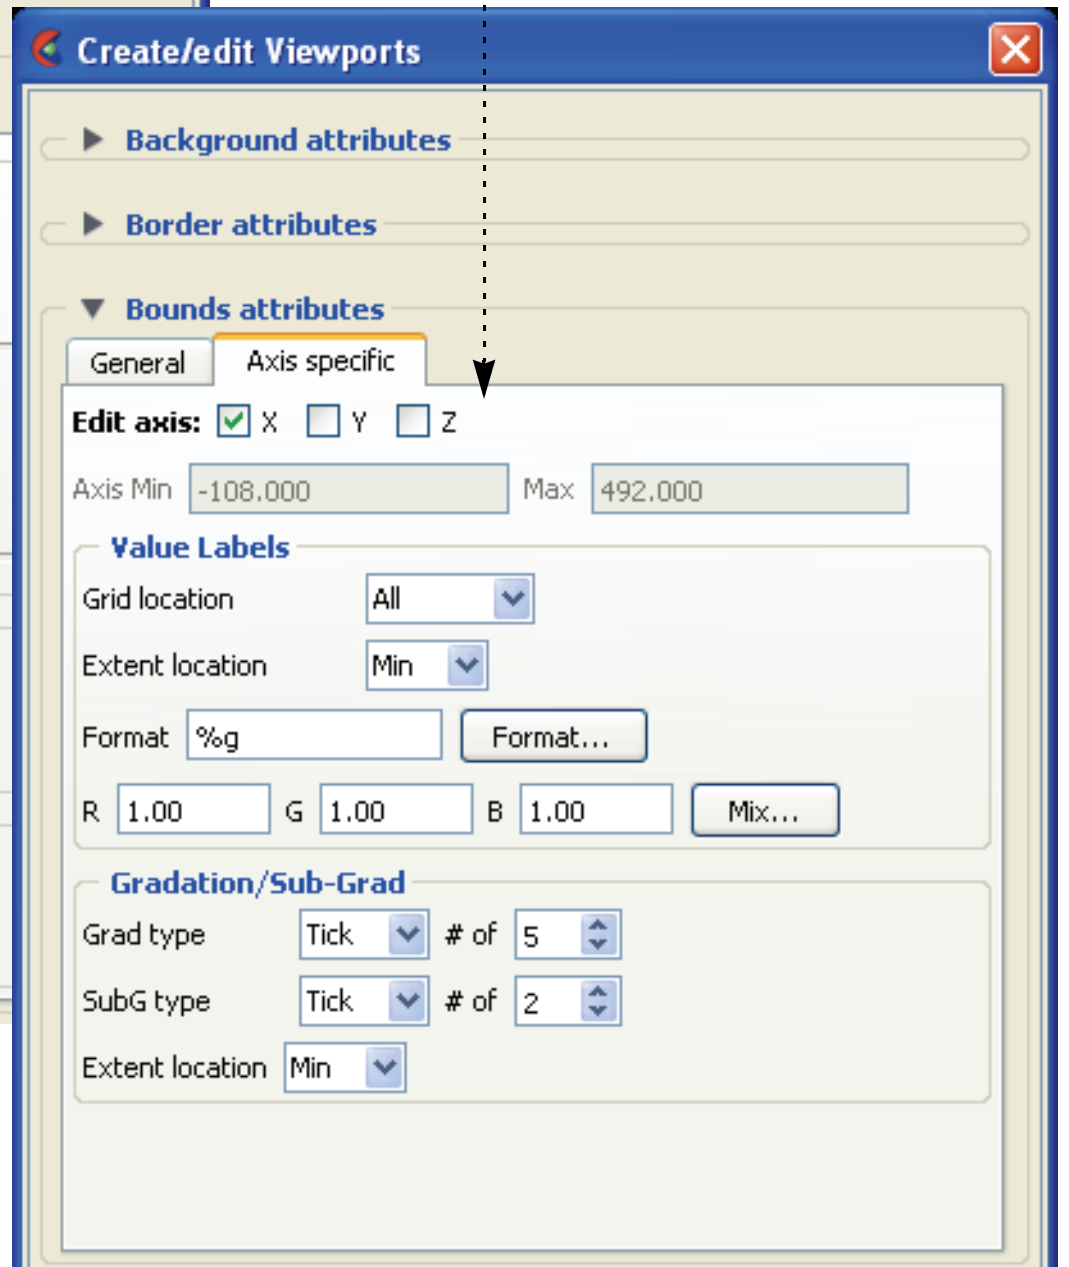 Create/edit Viewports
Background attributes
Border attributes
Bounds attributes
General Axis specific
Edit axis: X Y Z
Axis Min -108.000 Max 492.000
Value Labels
Grid location All
Extent location Min
Format %g Format...
R 1.00 G 1.00 B 1.00 Mix...
Gradation/Sub-Grad
Grad type Tick # of 5
SubG type Tick # of 2
Extent location Min